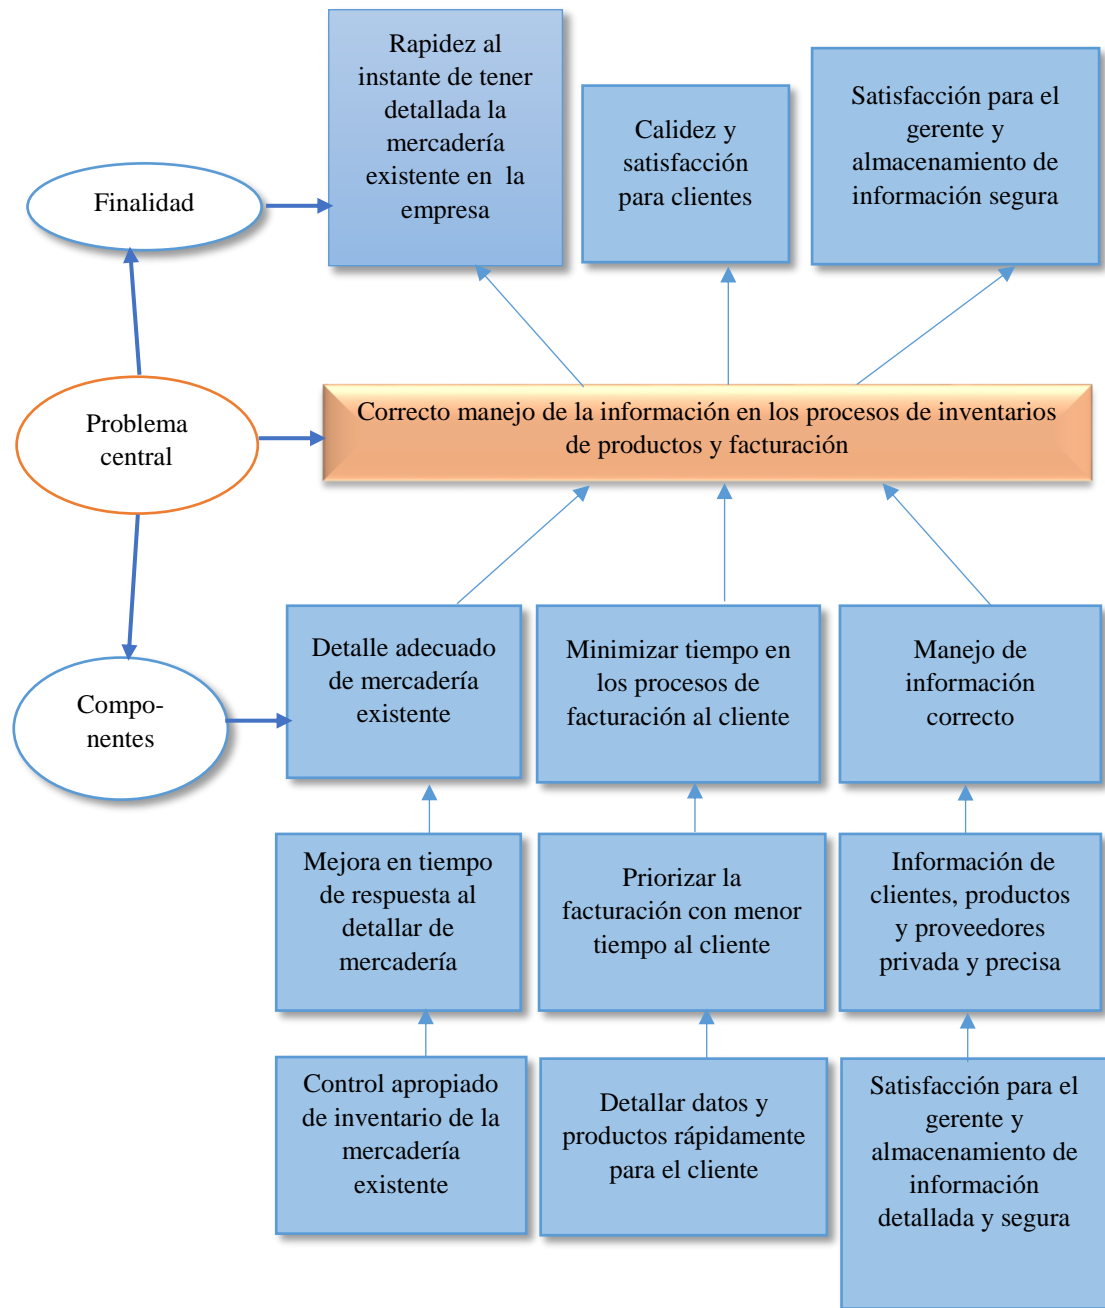 Rapidez al
instante de tener
detallada la
mercadería
existente en  la
empresa
Calidez y
satisfacción
para clientes
Satisfacción para el
gerente y
almacenamiento de
información segura
Finalidad
Problema
central
Correcto manejo de la información en los procesos de inventarios
de productos y facturación
Compo-
nentes
Detalle adecuado
de mercadería
existente
Minimizar tiempo en
los procesos de
facturación al cliente
Manejo de
información
correcto
Mejora en tiempo
de respuesta al
detallar de
mercadería
Priorizar la
facturación con menor
tiempo al cliente
Información de
clientes, productos
y proveedores
privada y precisa
Control apropiado
de inventario de la
mercadería
existente
Detallar datos y
productos rápidamente
para el cliente
Satisfacción para el
gerente y
almacenamiento de
información
detallada y segura